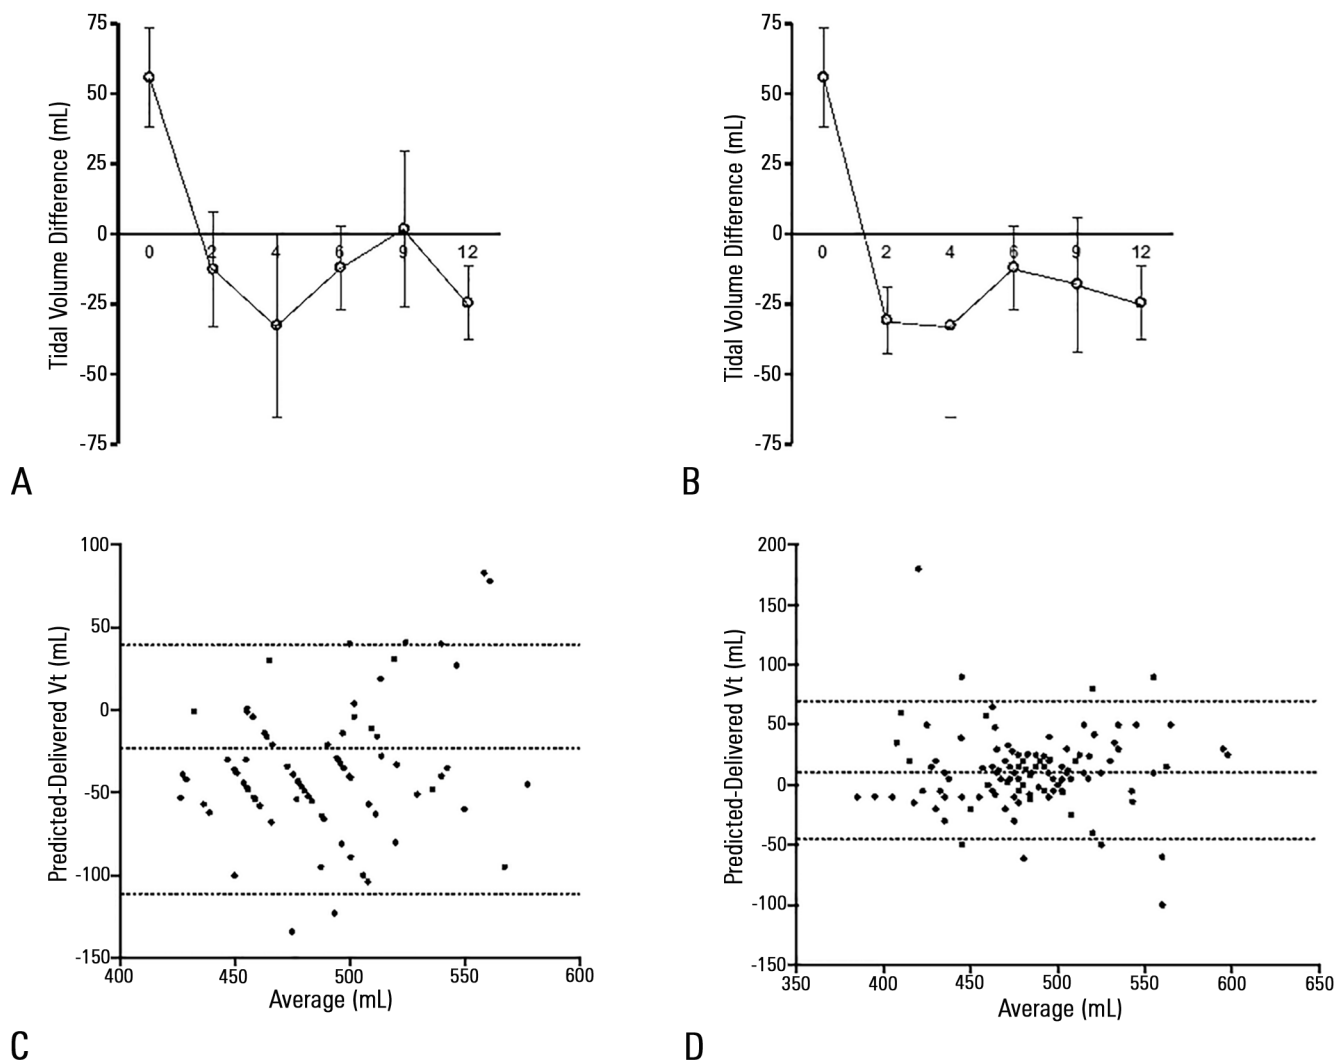 75
50
25
0
-25
-50
-75
Tidal Volume Difference (mL)
0 2 4 6 9 12
A
75
50
25
0
-25
-50
-75
Tidal Volume Difference (mL)
0 2 4 6 9 12
B
100
50
0
-50
-100
-150
Predicted-Delivered Vt (mL)
400 450 500 550 600
Average (mL)
C
200
150
100
50
0
-50
-100
-150
Predicted-Delivered Vt (mL)
350 400 450 500 550 600 650
Average (mL)
D